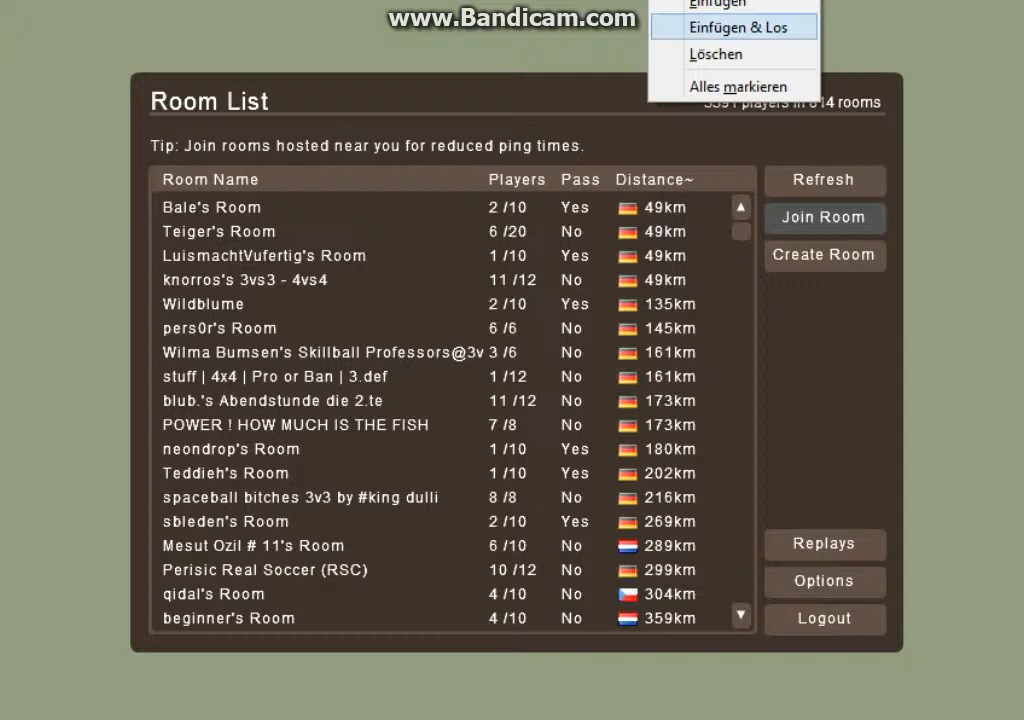 www.Bandicam.com
Einfügen
Einfügen & Los
Löschen
Alles markieren
Room List
players in 614 rooms
Tip: Join rooms hosted near you for reduced ping times.
Room Name Players Pass Distance~
Bale's Room 2 /10 Yes 49km
Teiger's Room 6 /20 No 49km
LuismachtVufertig's Room 1 /10 Yes 49km
knorros's 3vs3 - 4vs4 11 /12 No 49km
Wildblume 2 /10 Yes 135km
pers0r's Room 6 /6 No 145km
Wilma Bumsen's Skillball Professors@3v 3 /6 No 161km
stuff | 4x4 | Pro or Ban | 3.def 1 /12 No 161km
blub.'s Abendstunde die 2.te 11 /12 No 173km
POWER ! HOW MUCH IS THE FISH 7 /8 No 173km
neondrop's Room 1 /10 Yes 180km
Teddieh's Room 1 /10 Yes 202km
spaceball bitches 3v3 by #king dulli 8 /8 No 216km
sbleden's Room 2 /10 Yes 269km
Mesut Ozil # 11's Room 6 /10 No 289km
Perisic Real Soccer (RSC) 10 /12 No 299km
qidal's Room 4 /10 No 304km
beginner's Room 4 /10 No 359km
Refresh
Join Room
Create Room
Replays
Options
Logout